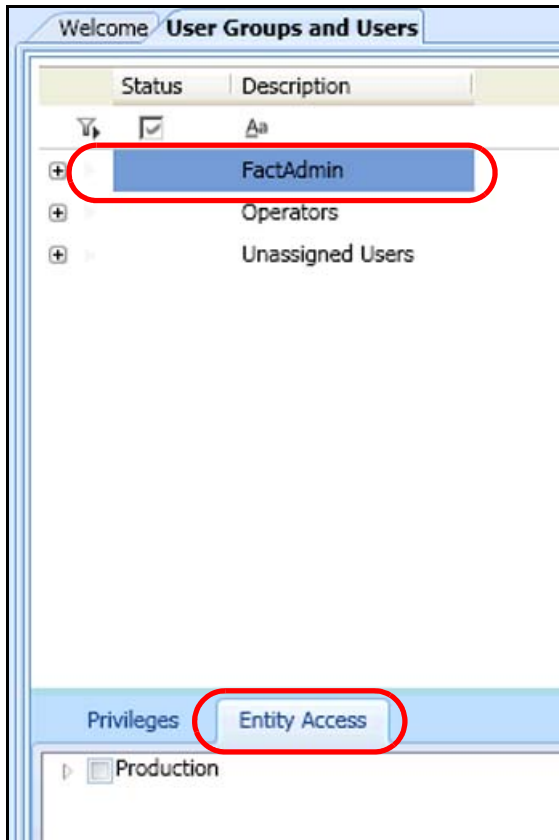 Welcome User Groups and Users
Status Description
Aa
FactAdmin
Operators
Unassigned Users
Privileges Entity Access
Production